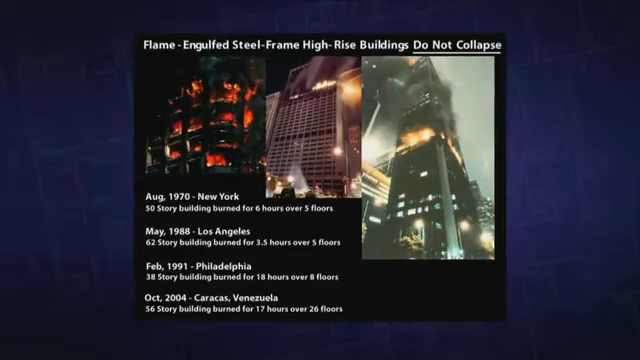 Flame-Engulfed Steel-Frame High-Rise Buildings Do Not Collapse
Aug, 1970 - New York
50 Story building burned for 6 hours over 5 floors
May, 1988 - Los Angeles
62 Story building burned for 3.5 hours over 5 floors
Feb, 1991 - Philadelphia
38 Story building burned for 18 hours over 8 floors
Oct, 2004 - Caracas, Venezuela
56 Story building burned for 17 hours over 26 floors